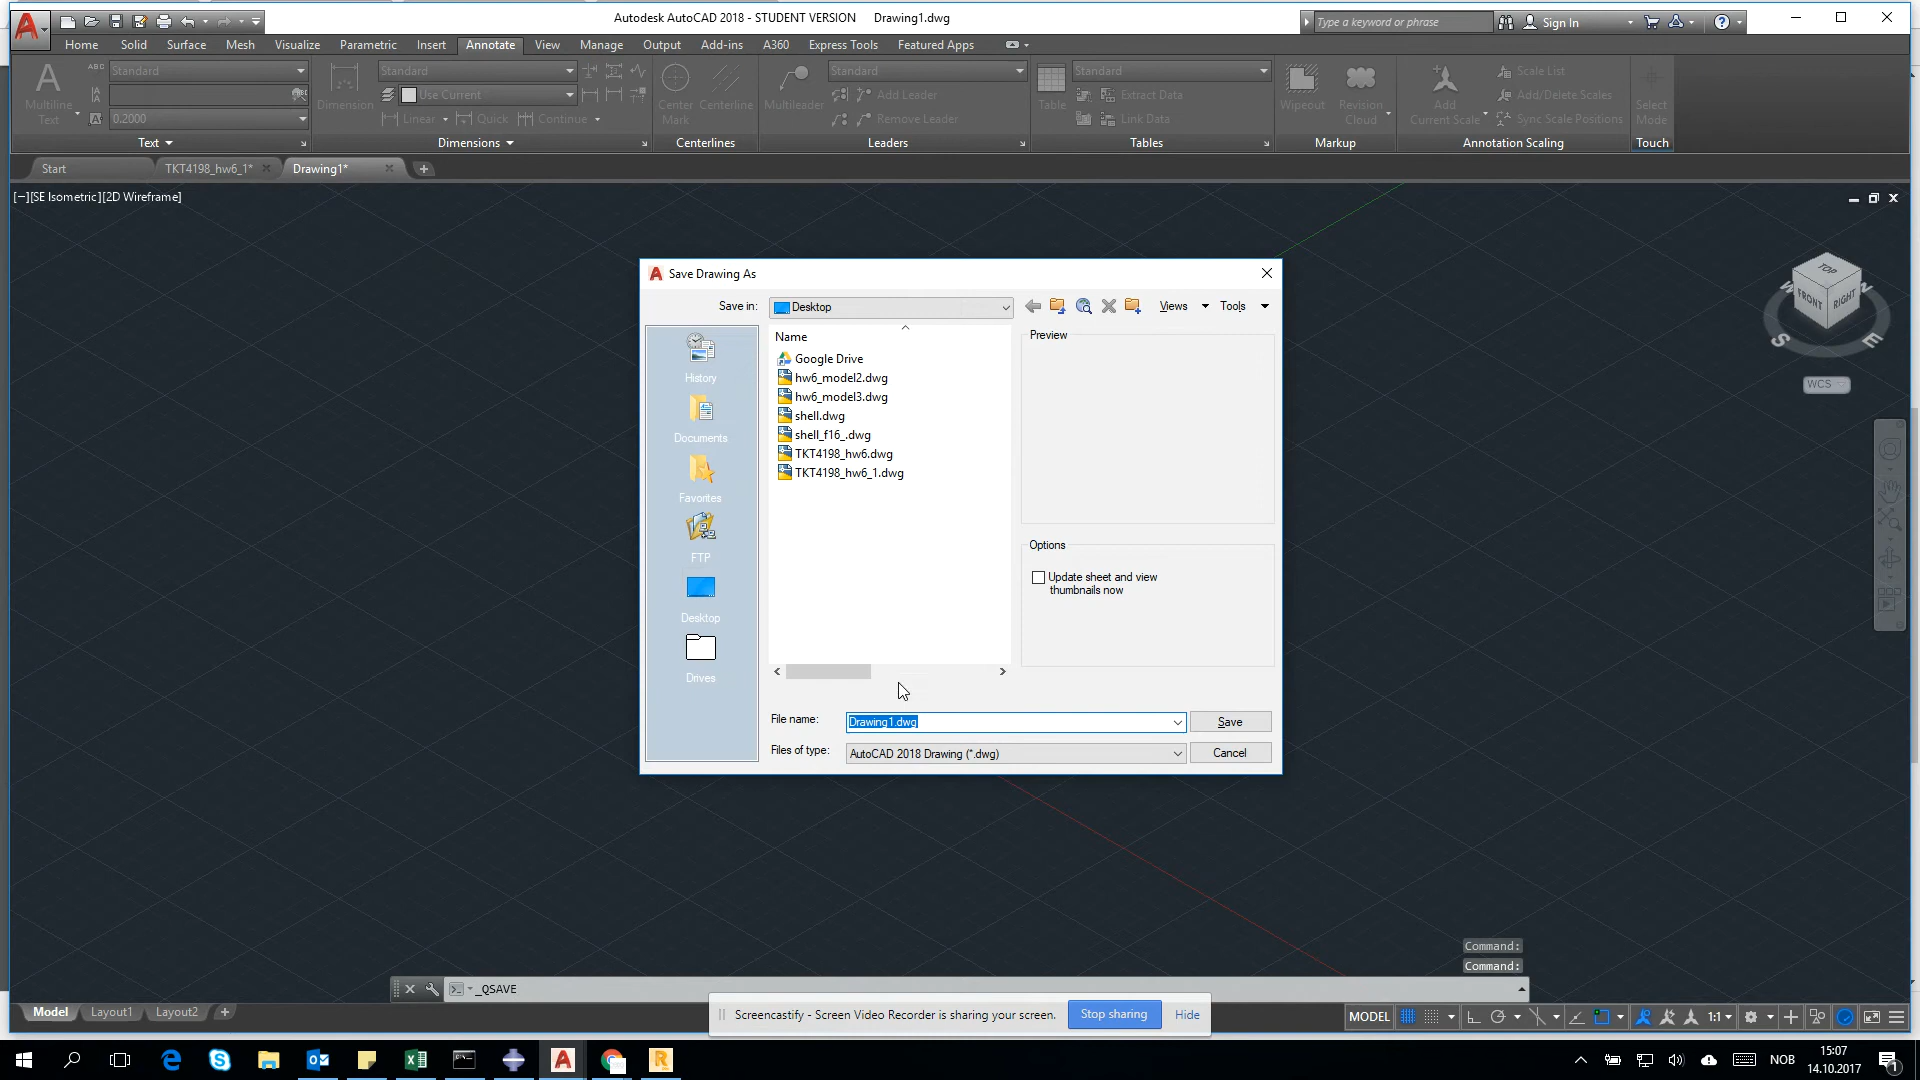 Autodesk AutoCAD 2018 - STUDENT VERSION Drawing1.dwg
Type a keyword or phrase
Sign In
Home Solid Surface Mesh Visualize Parametric Insert Annotate View Manage Output Add-ins A360 Express Tools Featured Apps
Multiline Text
ABC
Standard
0.2000
Text
Dimension
Standard
Use Current
Linear Quick Continue
Dimensions
Center Mark
Centerline
Centerlines
Multileader
Standard
Add Leader
Remove Leader
Leaders
Table
Standard
Extract Data
Link Data
Tables
Wipeout
Revision Cloud
Markup
Add Current Scale
Scale List
Add/Delete Scales
Sync Scale Positions
Annotation Scaling
Select Mode
Touch
Start TKT4198_hw6_1* Drawing1*
[−][SE Isometric][2D Wireframe]
TOP
FRONT
RIGHT
W
N
S
E
WCS
Save Drawing As
Save in: Desktop
Views Tools
History
Documents
Favorites
FTP
Desktop
Drives
Name
Google Drive
hw6_model2.dwg
hw6_model3.dwg
shell.dwg
shell_f16_.dwg
TKT4198_hw6.dwg
TKT4198_hw6_1.dwg
Preview
Options
Update sheet and view
thumbnails now
File name: Drawing1.dwg Save
Files of type: AutoCAD 2018 Drawing (*.dwg) Cancel
Command:
Command:
_QSAVE
Model Layout1 Layout2
Screencastify - Screen Video Recorder is sharing your screen. Stop sharing Hide
MODEL
1:1
NOB
15:07
14.10.2017
1